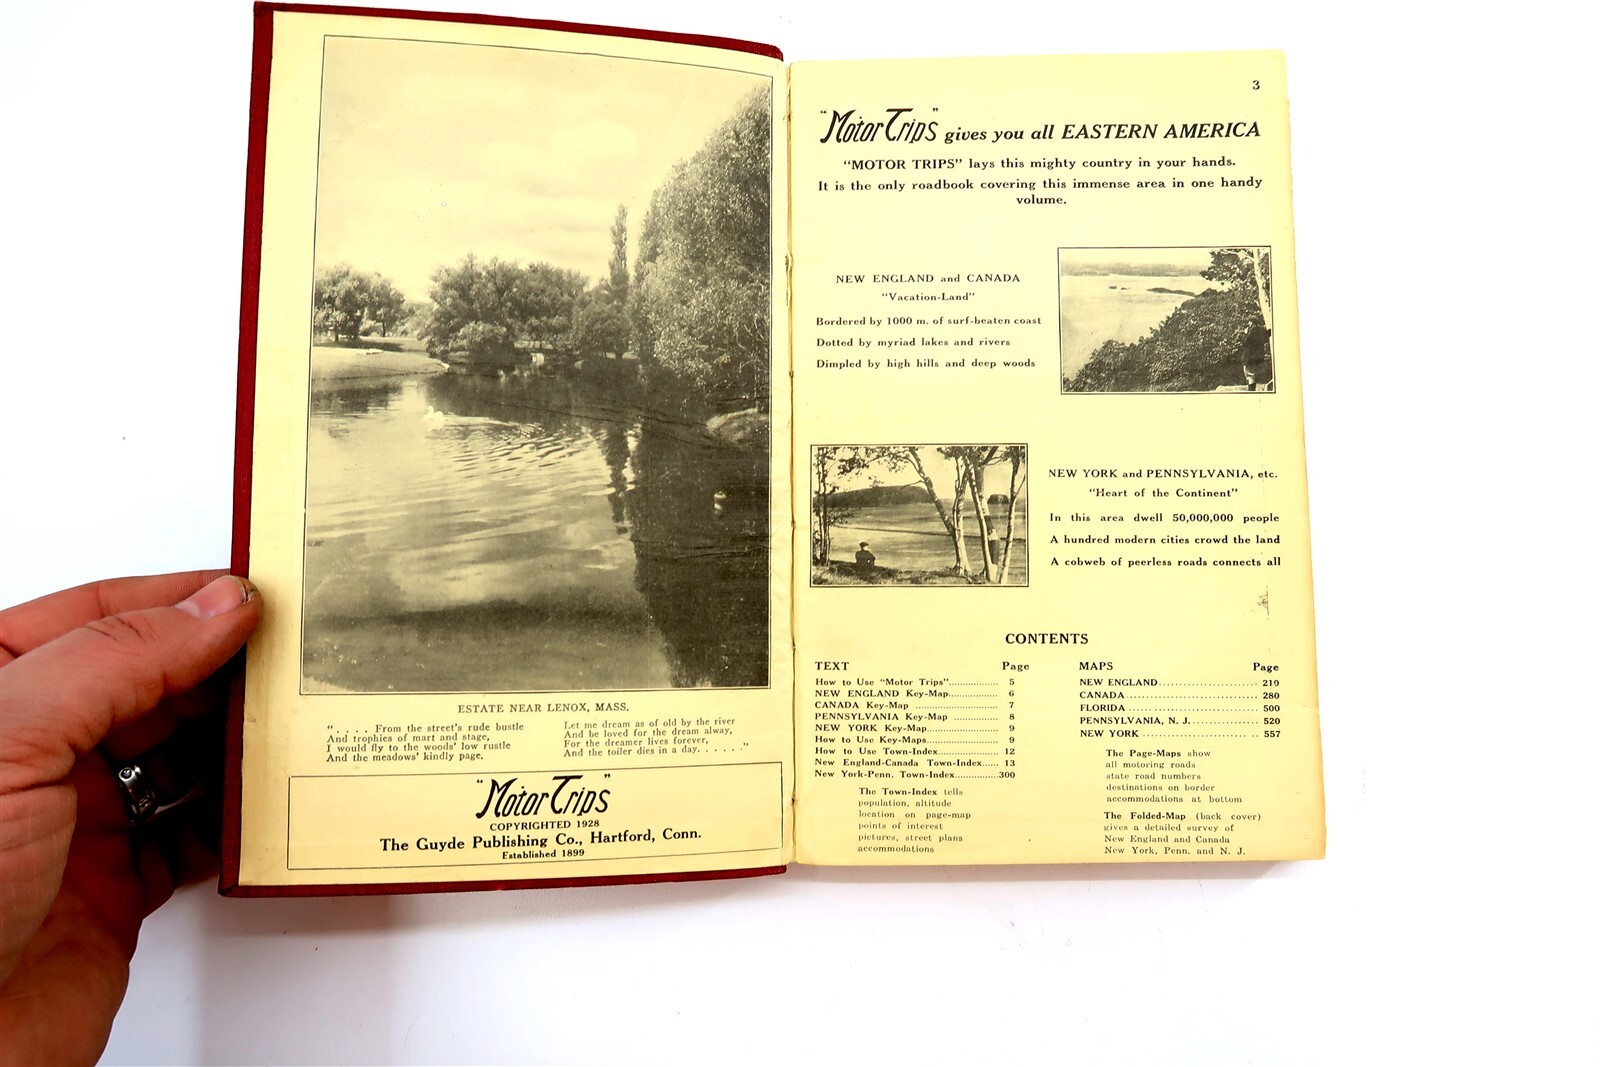 ESTATE NEAR LENOX, MASS.
". . . . From the street's rude bustle
And trophies of mart and stage,
I would fly to the woods' low rustle
And the meadows' kindly page,
Let me dream as of old by the river
And be loved for the dream alway,
For the dreamer lives forever,
And the toiler dies in a day. . . . . ."
"Motor Trips"
COPYRIGHTED 1928
The Guyde Publishing Co., Hartford, Conn.
Established 1899
3
"Motor Trips" gives you all EASTERN AMERICA
"MOTOR TRIPS" lays this mighty country in your hands.
It is the only roadbook covering this immense area in one handy
volume.
NEW ENGLAND and CANADA
"Vacation-Land"
Bordered by 1000 m. of surf-beaten coast
Dotted by myriad lakes and rivers
Dimpled by high hills and deep woods
NEW YORK and PENNSYLVANIA, etc.
"Heart of the Continent"
In this area dwell 50,000,000 people
A hundred modern cities crowd the land
A cobweb of peerless roads connects all
CONTENTS
TEXT Page
How to Use "Motor Trips"................. 5
NEW ENGLAND Key-Map.................. 6
CANADA Key-Map .................... 7
PENNSYLVANIA Key-Map ................ 8
NEW YORK Key-Map.................. 9
How to Use Key-Maps.................. 9
How to Use Town-Index............... 12
New England-Canada Town-Index...... 13
New York-Penn. Town-Index...............300
The Town-Index tells
population, altitude
location on page-map
points of interest
pictures, street plans
accommodations
MAPS Page
NEW ENGLAND........................ 219
CANADA............................... 280
FLORIDA .............................. 500
PENNSYLVANIA, N. J................. 520
NEW YORK ........................... 557
The Page-Maps show
all motoring roads
state road numbers
destinations on border
accommodations at bottom
The Folded-Map (back cover)
gives a detailed survey of
New England and Canada
New York, Penn. and N. J.